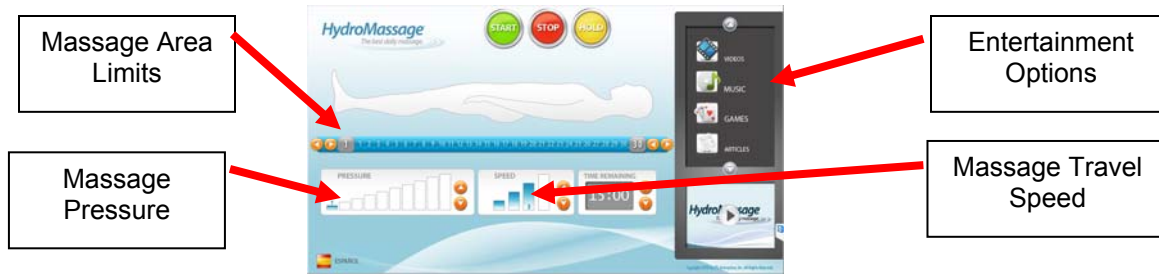 Massage Area
Limits
Massage
Pressure
HydroMassage
The best daily massage.
START
STOP
HOLD
PRESSURE
SPEED
3
TIME REMAINING
15:00
ESPAÑOL
VIDEOS
MUSIC
GAMES
ARTICLES
Entertainment
Options
Massage Travel
Speed